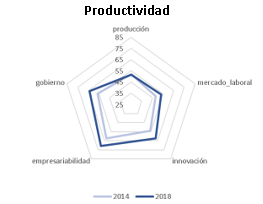 Productividad
producción
85
75
65
55
45
35
25
gobierno
mercado_laboral
empresariabilidad
innovación
2014
2018